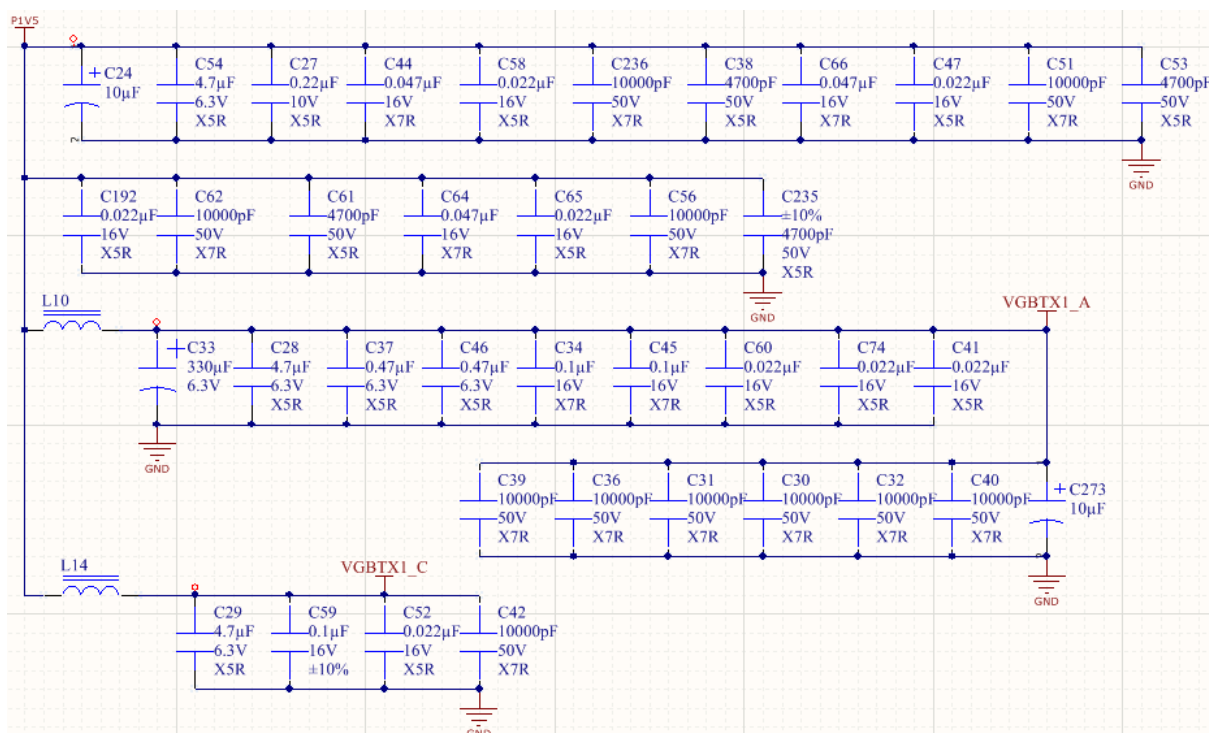 P1V5
C24
10µF
C54
4.7µF
6.3V
X5R
C27
0.22µF
10V
X5R
C44
0.047µF
16V
X7R
C58
0.022µF
16V
X5R
C236
10000pF
50V
X7R
C38
4700pF
50V
X5R
C66
0.047µF
16V
X7R
C47
0.022µF
16V
X5R
C51
10000pF
50V
X7R
C53
4700pF
50V
X5R
2
GND
C192
0.022µF
16V
X5R
C62
10000pF
50V
X7R
C61
4700pF
50V
X5R
C64
0.047µF
16V
X7R
C65
0.022µF
16V
X5R
C56
10000pF
50V
X7R
C235
±10%
4700pF
50V
X5R
GND
L10
VGBTX1_A
C33
330µF
6.3V
C28
4.7µF
6.3V
X5R
C37
0.47µF
6.3V
X5R
C46
0.47µF
6.3V
X5R
C34
0.1µF
16V
X7R
C45
0.1µF
16V
X7R
C60
0.022µF
16V
X5R
C74
0.022µF
16V
X5R
C41
0.022µF
16V
X5R
GND
C39
10000pF
50V
X7R
C36
10000pF
50V
X7R
C31
10000pF
50V
X7R
C30
10000pF
50V
X7R
C32
10000pF
50V
X7R
C40
10000pF
50V
X7R
C273
10µF
GND
L14
VGBTX1_C
C29
4.7µF
6.3V
X5R
C59
0.1µF
16V
±10%
C52
0.022µF
16V
X5R
C42
10000pF
50V
X7R
GND